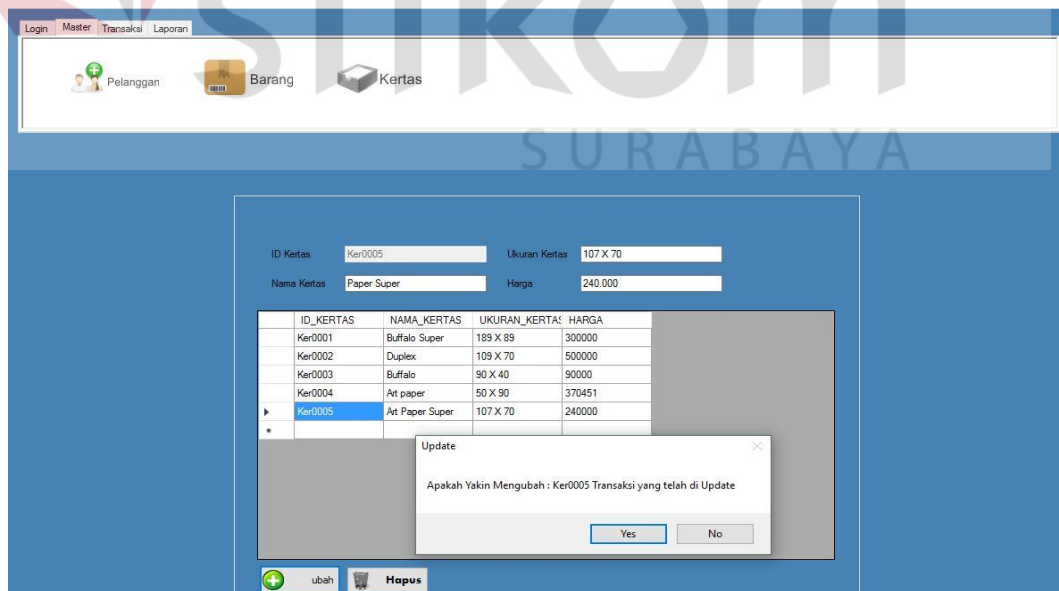 stikom
SURABAYA
Login Master Transaksi Laporan
Pelanggan Barang Kertas
ID Kertas Ker0005 Ukuran Kertas 107 X 70
Nama Kertas Paper Super Harga 240.000
ID_KERTAS NAMA_KERTAS UKURAN_KERTAS HARGA
Ker0001 Buffalo Super 189 X 89 300000
Ker0002 Duplex 109 X 70 500000
Ker0003 Buffalo 90 X 40 90000
Ker0004 Art paper 50 X 90 370451
Ker0005 Art Paper Super 107 X 70 240000
Update
Apakah Yakin Mengubah : Ker0005 Transaksi yang telah di Update
Yes No
ubah Hapus